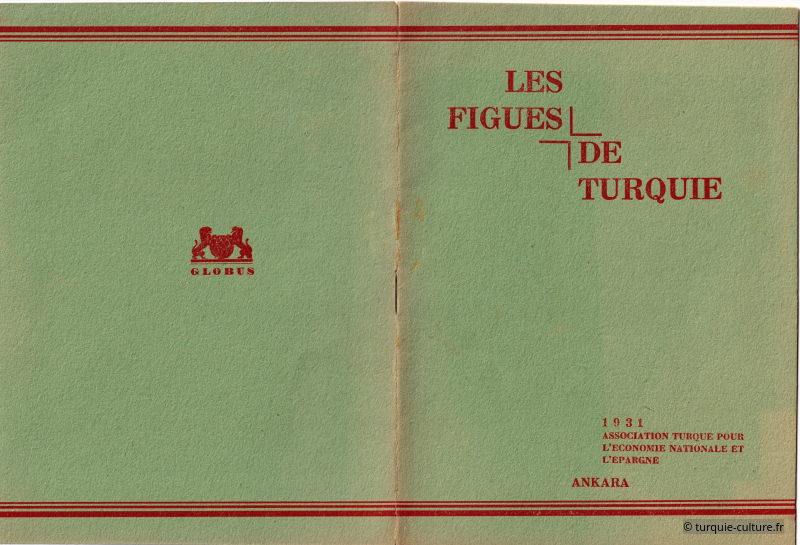 LES
FIGUES
DE
TURQUIE
GLOBUS
1931
ASSOCIATION TURQUE POUR
L'ECONOMIE NATIONALE ET
L'EPARGNE
ANKARA
© turquie-culture.fr